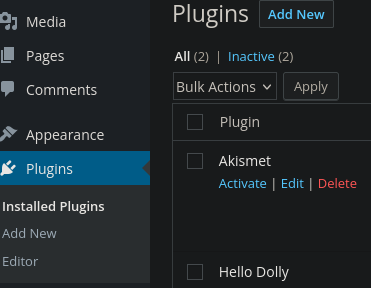 Media
Pages
Comments
Appearance
Plugins
Installed Plugins
Add New
Editor
Plugins Add New
All (2) | Inactive (2)
Bulk Actions Apply
Plugin
Akismet
Activate | Edit | Delete
Hello Dolly